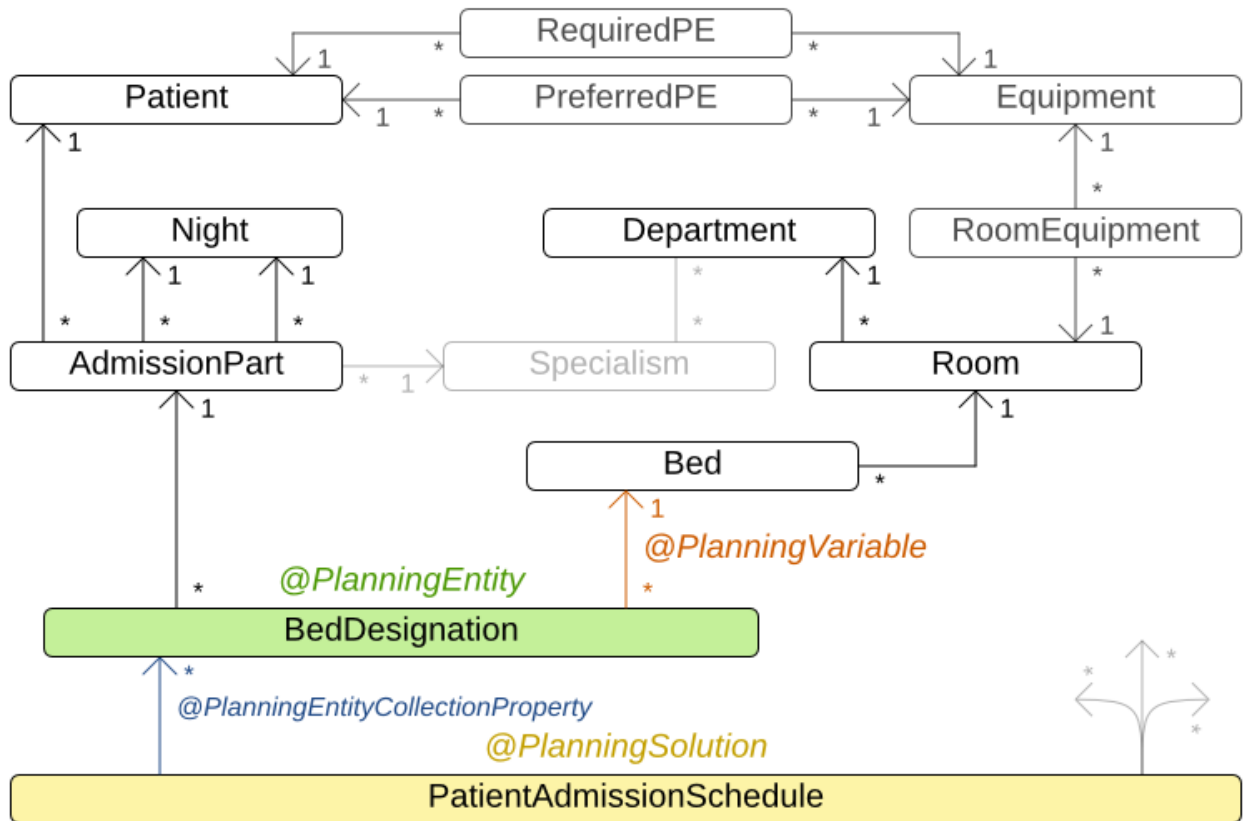 RequiredPE
* *
1 1
Patient PreferredPE Equipment
1 * * 1
1 1
*
Night Department RoomEquipment
1 1 * 1 *
* * * * * 1
AdmissionPart Specialism Room
* 1
1 1
Bed
*
1
@PlanningVariable
@PlanningEntity
* *
BedDesignation
*
@PlanningEntityCollectionProperty
* *
*
@PlanningSolution
PatientAdmissionSchedule